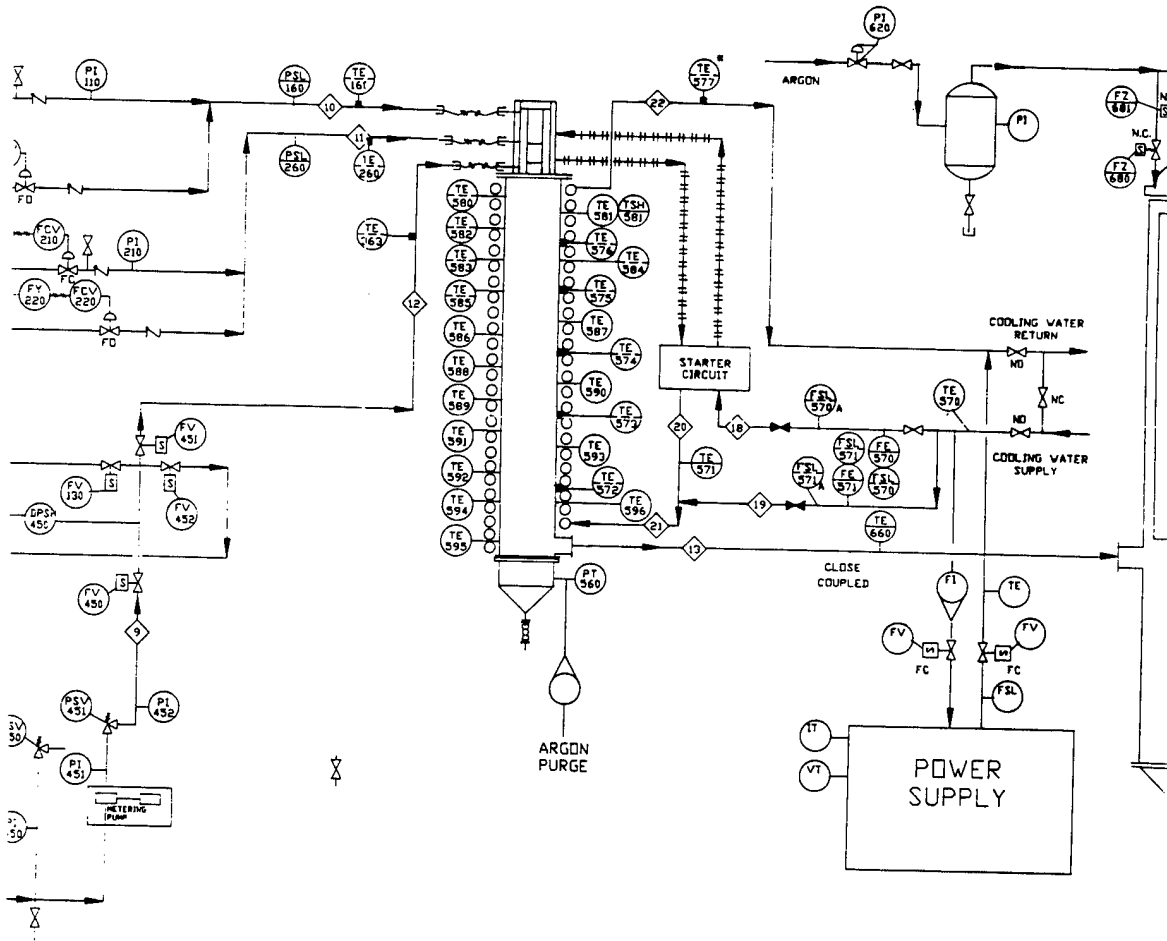 PI
620
ARGON
PI
110
PSL
160
TE
10
TE
577
*
22
FZ
681
N.C.
FZ
680
PI
11
PSL
260
260
FO
FCV
210
PI
210
FC
FY
220
FCV
220
FO
12
TE
580
TE
582
TE
583
TE
585
TE
586
TE
588
TE
589
TE
591
TE
592
TE
594
TE
595
TE
581
TSH
581
TE
576
TE
584
TE
575
TE
587
TE
574
TE
590
TE
573
TE
593
TE
572
TE
596
STARTER
CIRCUIT
COOLING WATER
RETURN
NO
NC
TE
570
NO
COOLING WATER
SUPPLY
FSL
570/A
18
20
FSL
571
FE
570
FE
571
FSL
570
FSL
571
A
TE
571
19
21
TE
660
13
CLOSE
COUPLED
FV
451
S
FV
130
S
S
FV
452
S
FV
450
9
PT
560
ARGON
PURGE
FI
TE
FV
FV
FC
FC
FSL
PSV
451
PI
452
PI
451
METERING
PUMP
IT
VT
POWER
SUPPLY